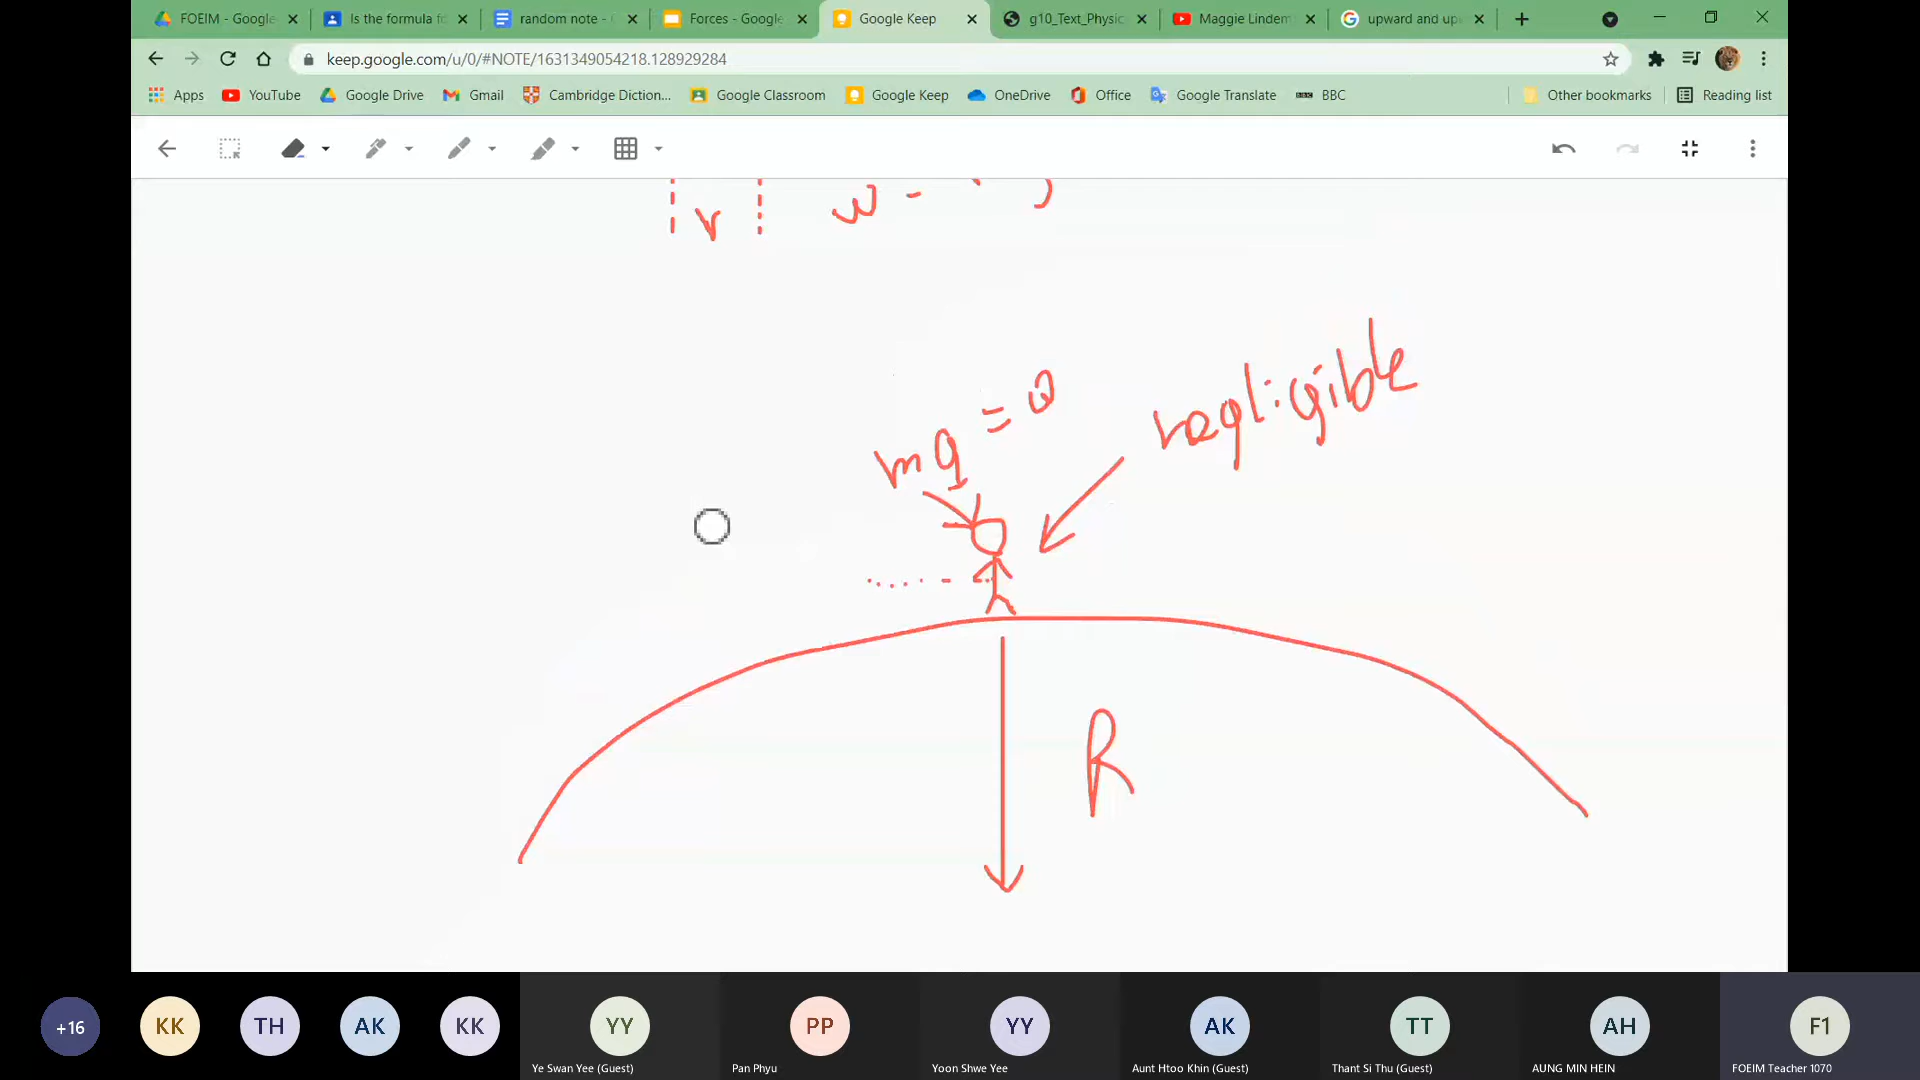 FOEIM - Google
Is the formula fo
random note - G
Forces - Google
Google Keep
g10_Text_Physic
Maggie Lindem
upward and up
keep.google.com/u/0/#NOTE/1631349054218.128929284
Apps
YouTube
Google Drive
Gmail
Cambridge Diction...
Google Classroom
Google Keep
OneDrive
Office
Google Translate
BBC
Other bookmarks
Reading list
r
w =
negligible
mg = 0
R
+16
KK
TH
AK
KK
YY
Ye Swan Yee (Guest)
PP
Pan Phyu
YY
Yoon Shwe Yee
AK
Aunt Htoo Khin (Guest)
TT
Thant Si Thu (Guest)
AH
AUNG MIN HEIN
F1
FOEIM Teacher 1070